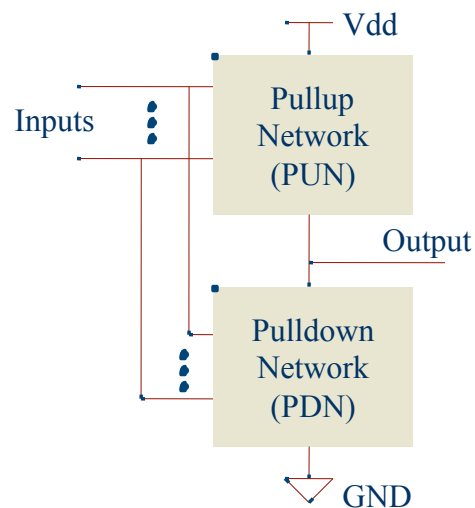 Vdd
Pullup
Network
(PUN)
Inputs
Output
Pulldown
Network
(PDN)
GND